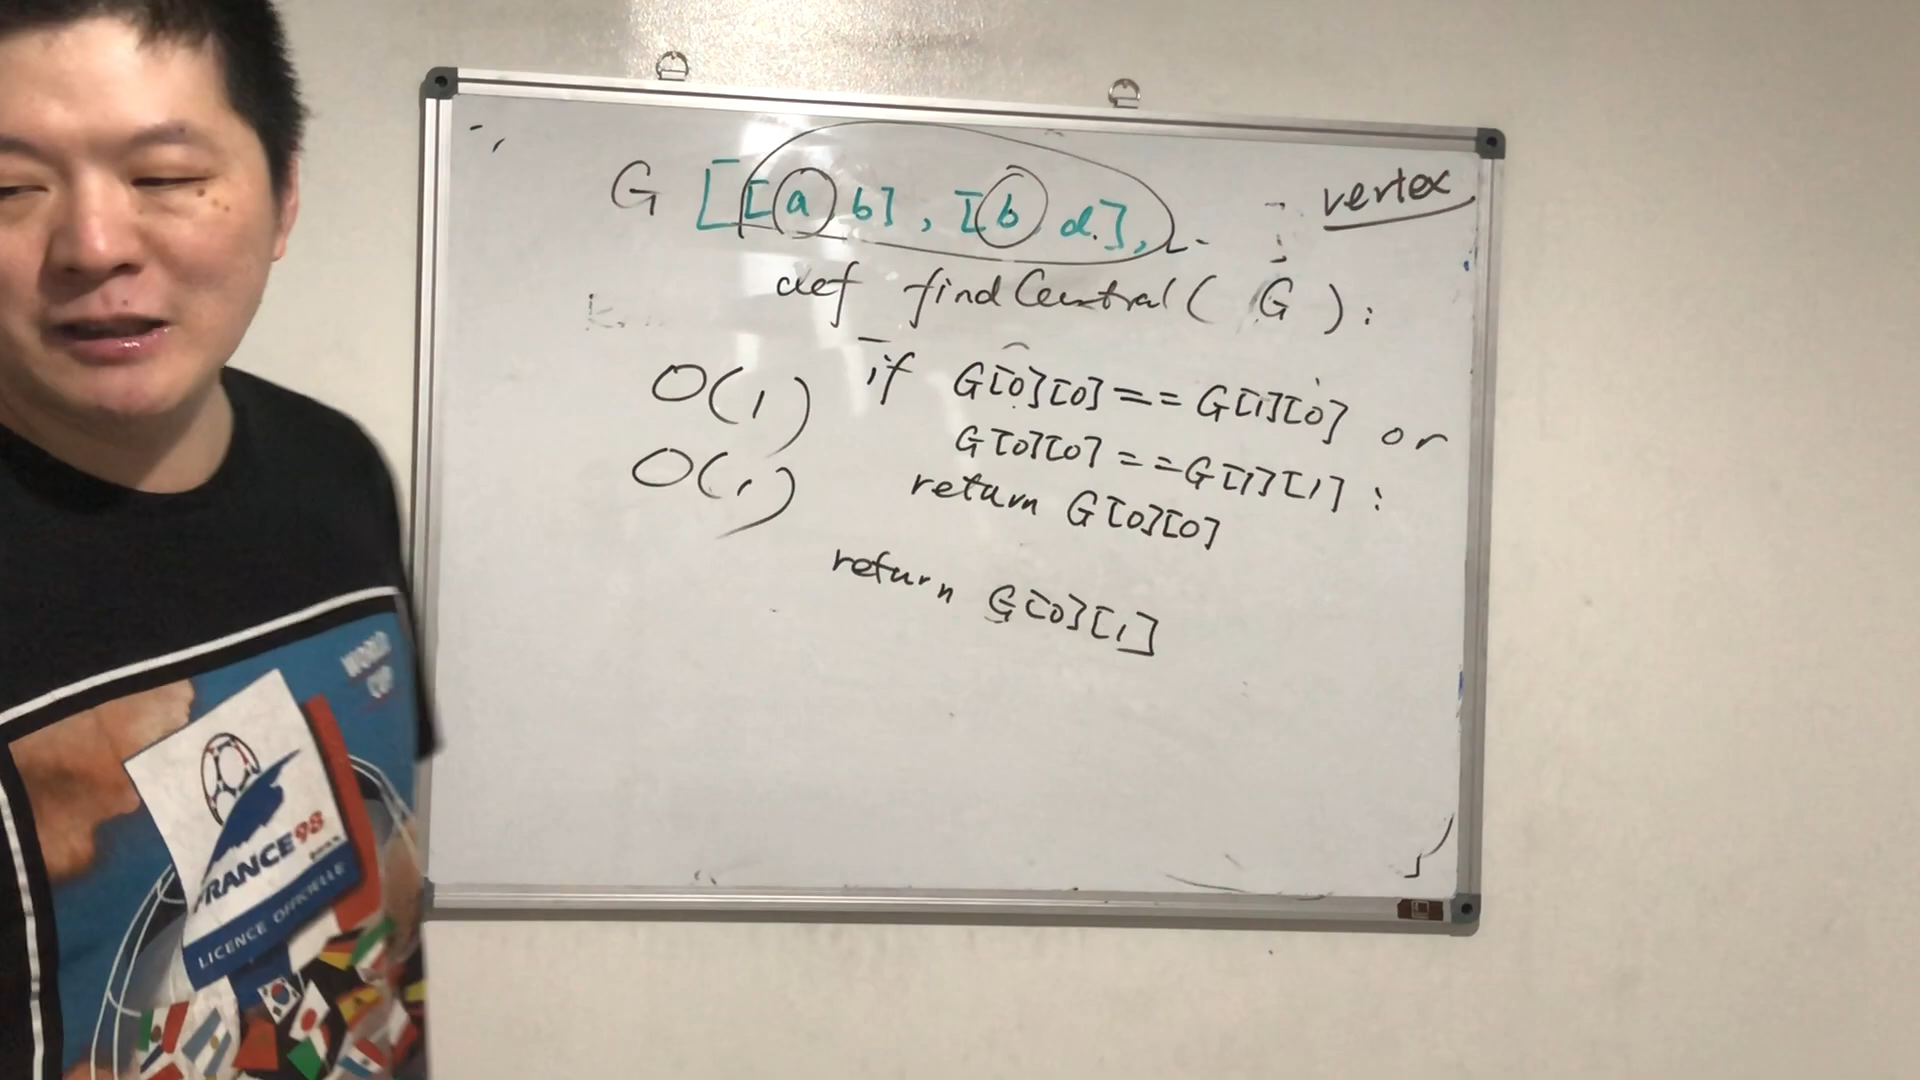 G [[a b], [b d.],
vertex
def findCentral( G ):
if G[0][0] == G[1][0] or
G[0][0] == G[1][1] :
return G[0][0]
return G[0][1]
O(1)
O(1)
WORLD
CUP
FRANCE 98
LICENCE OFFICIELLE